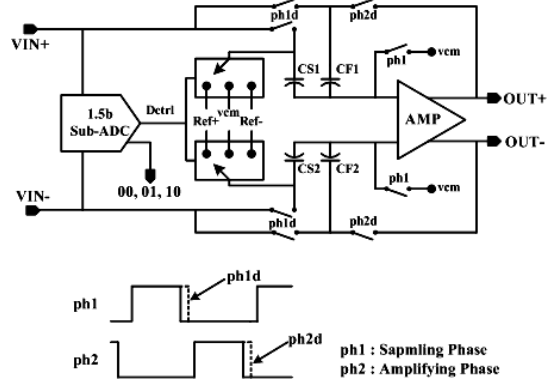 ph1d ph2d
VIN+
CS1 CF1 ph1 vcm
1.5b
Sub-ADC
Dctrl
Ref+ vcm Ref-
AMP
OUT+
OUT-
00, 01, 10
CS2 CF2 ph1 vcm
VIN-
ph1d ph2d
ph1 ph1d
ph2 ph2d
ph1 : Sapmling Phase
ph2 : Amplifying Phase